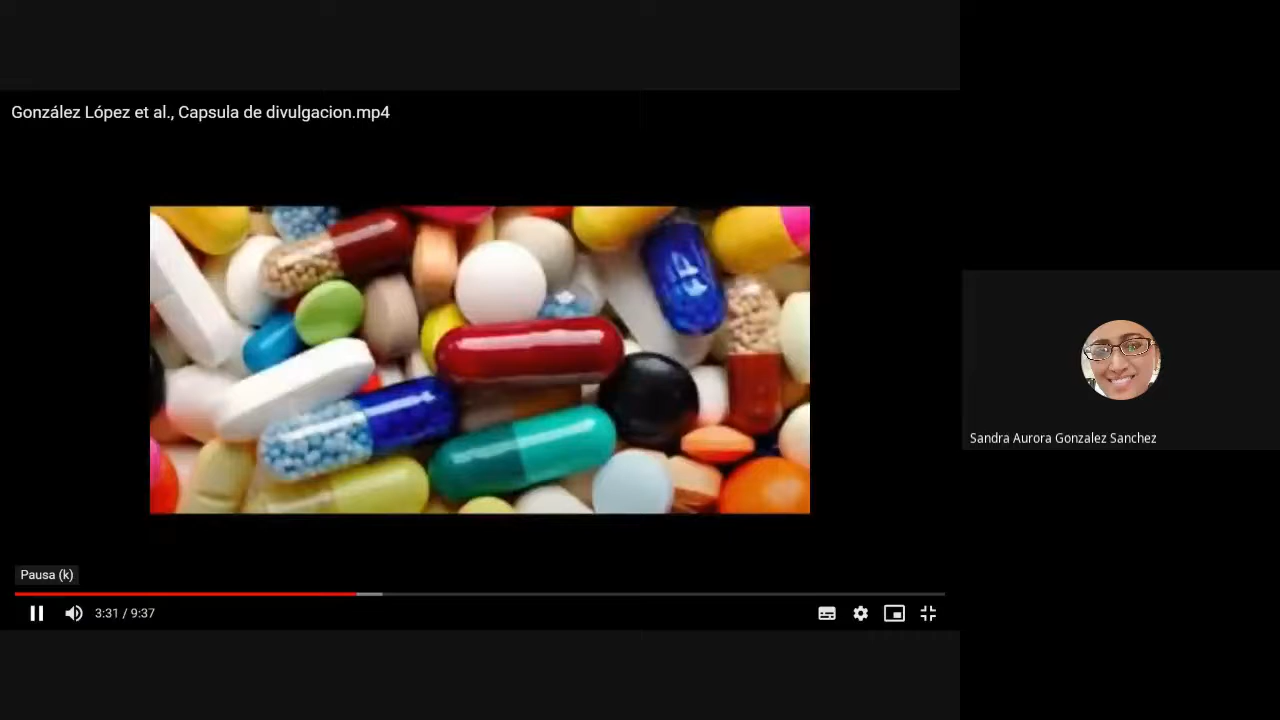 González López et al., Capsula de divulgacion.mp4
Sandra Aurora Gonzalez Sanchez
Pausa (k)
3:31 / 9:37